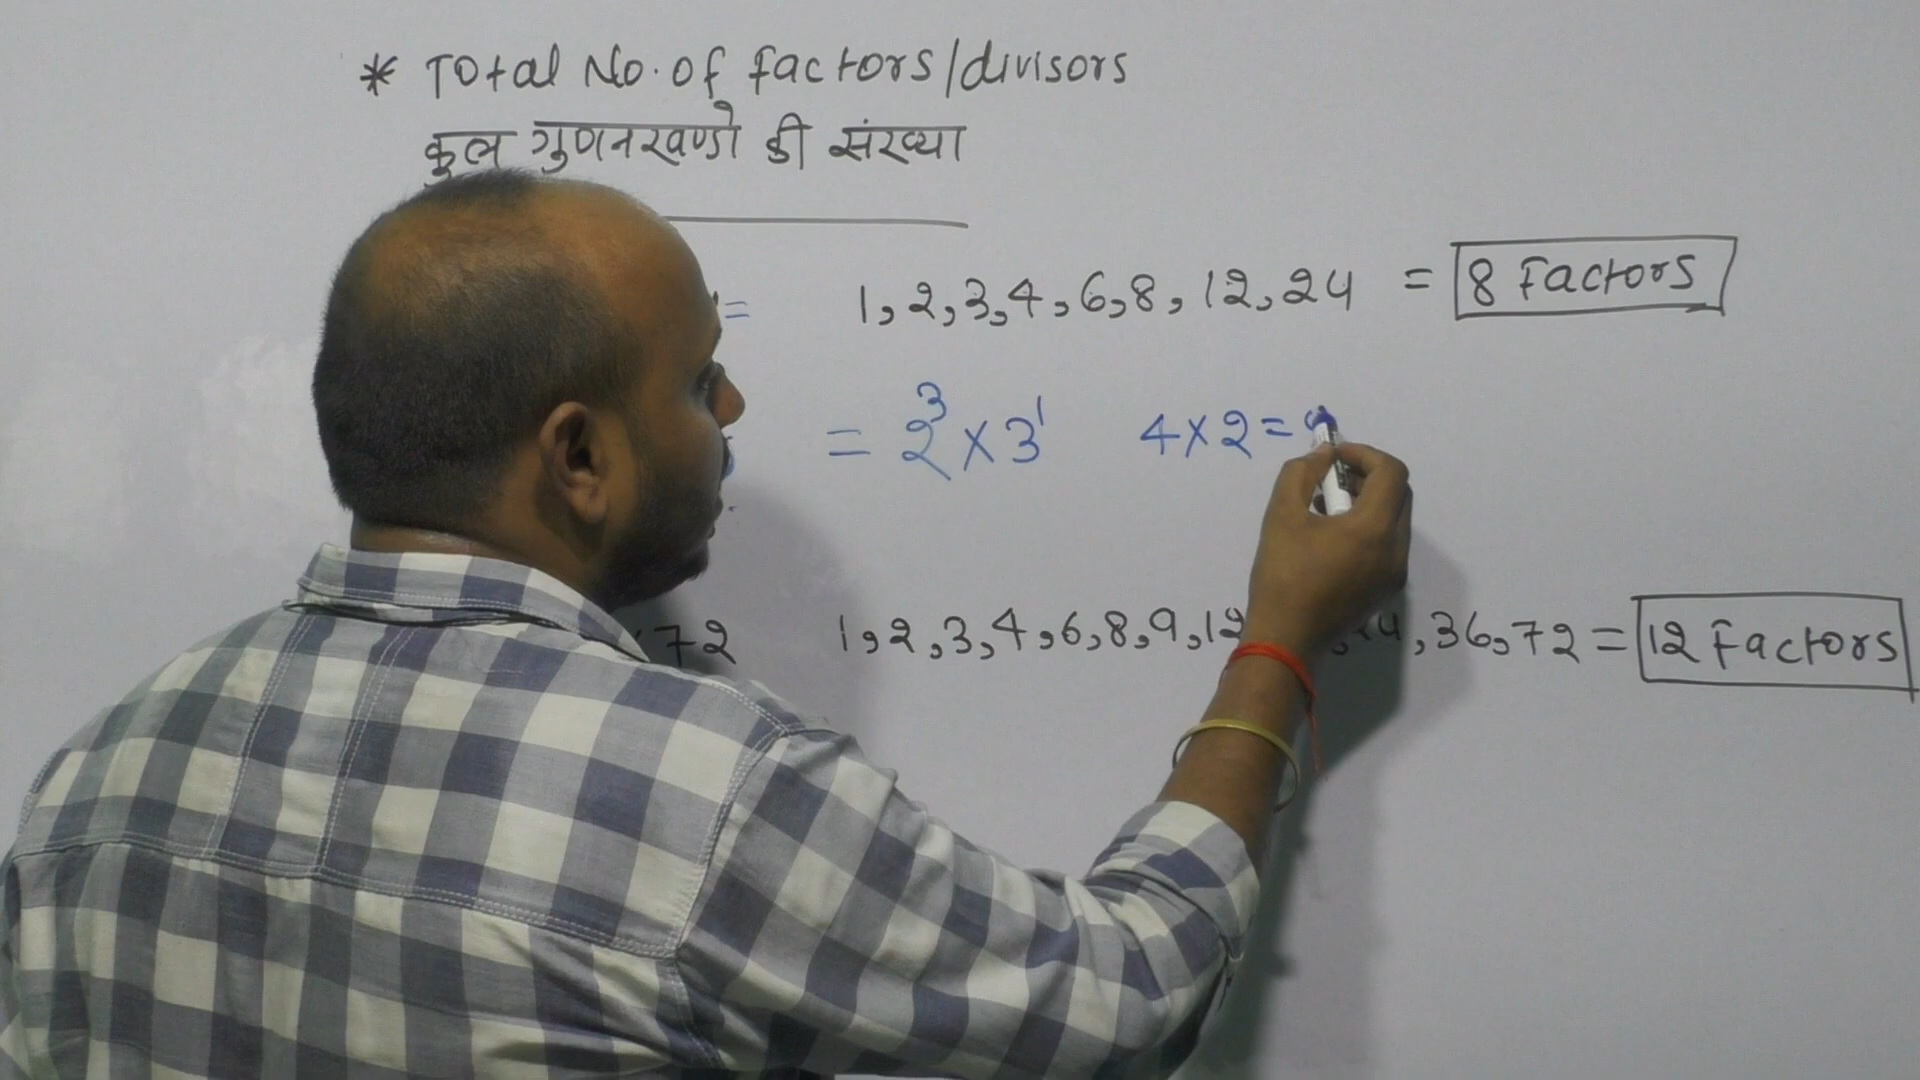 * Total No. of factors/divisors
कुल गुणनखण्डो की संख्या
= 1, 2, 3, 4, 6, 8, 12, 24 = 8 Factors
= 2³ × 3¹ 4 × 2 =
72 1, 2, 3, 4, 6, 8, 9, 12 , 36, 72 = 12 Factors